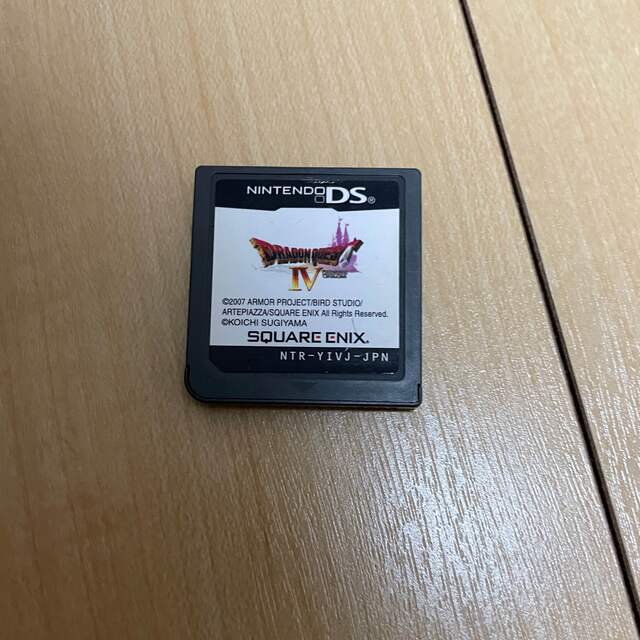 NINTENDO DS®
DRAGON QUEST
IV
©2007 ARMOR PROJECT/BIRD STUDIO/
ARTEPIAZZA/SQUARE ENIX All Rights Reserved.
©KOICHI SUGIYAMA
SQUARE ENIX.
NTR-YIVJ-JPN